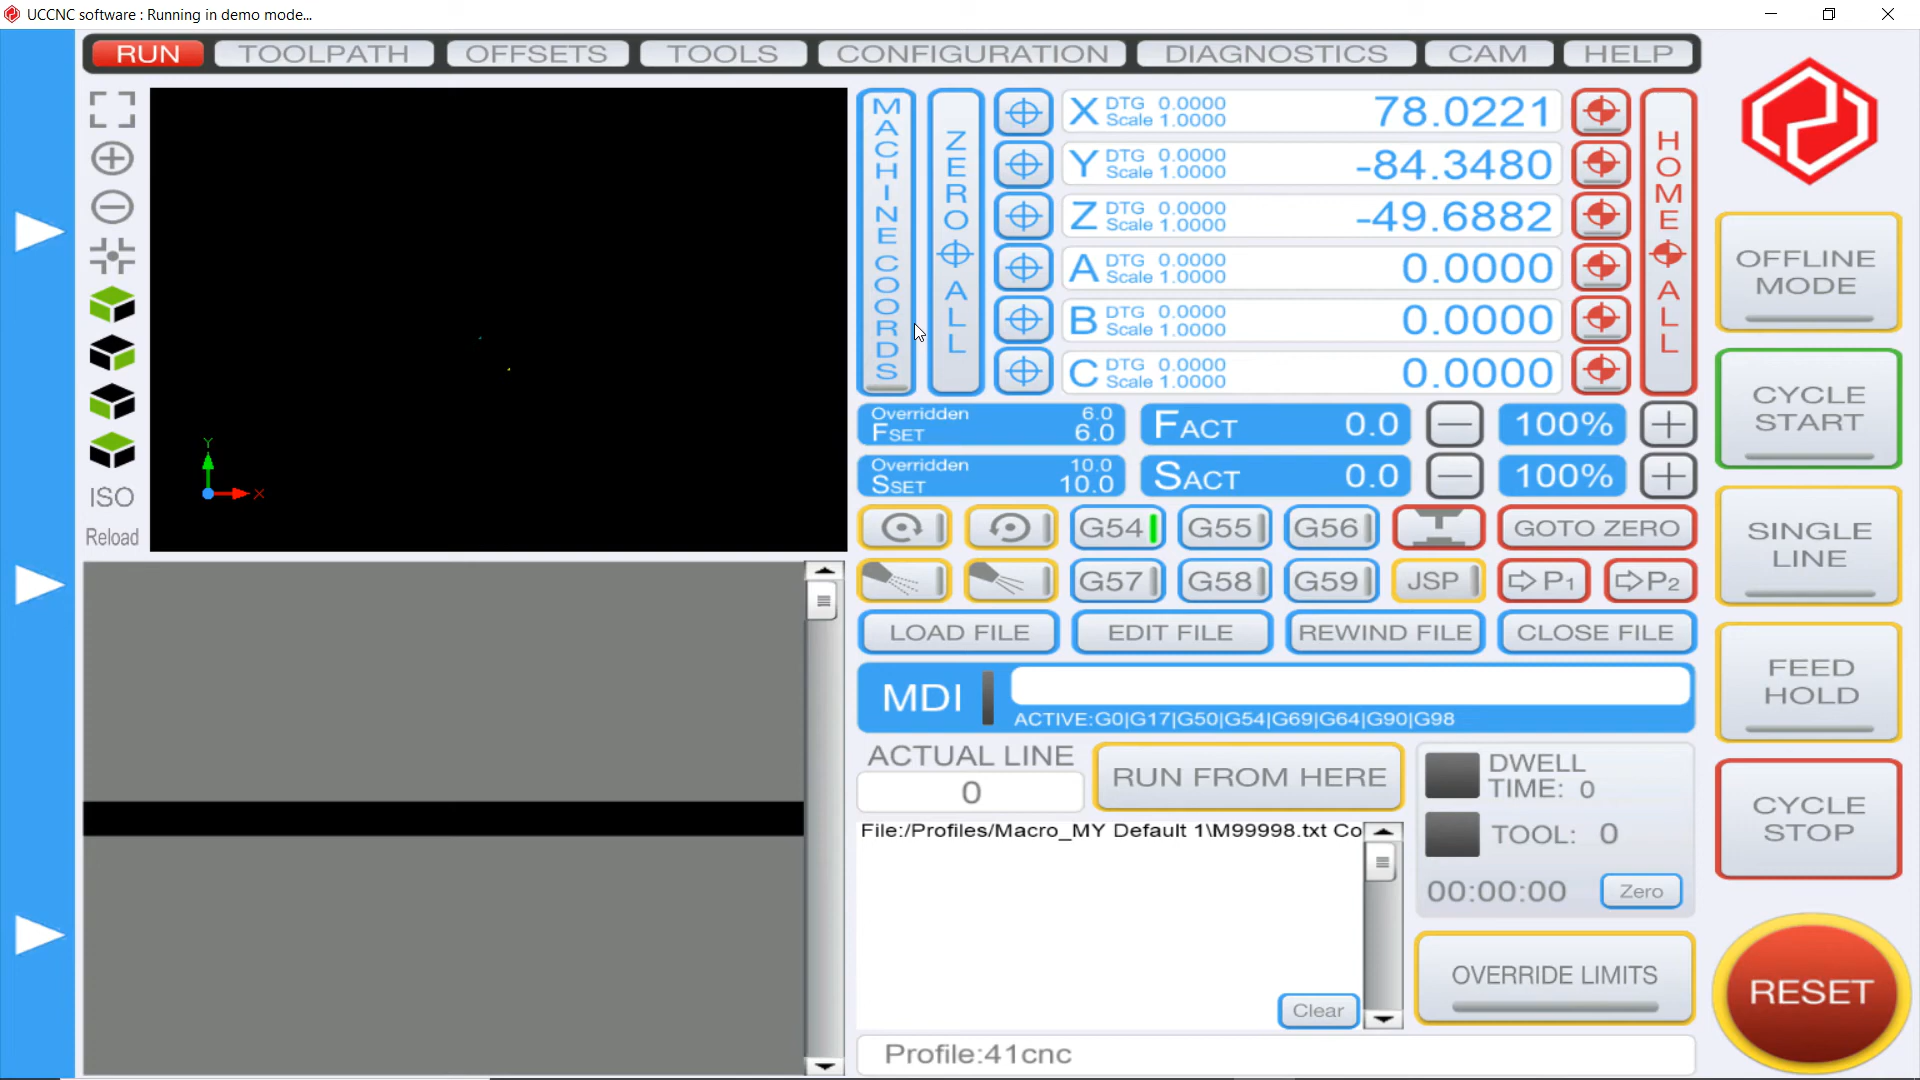 UCCNC software : Running in demo mode...
RUN
TOOLPATH
OFFSETS
TOOLS
CONFIGURATION
DIAGNOSTICS
CAM
HELP
ISO
Reload
Y
X
MACHINE COORDS
ZERO ALL
X DTG 0.0000 78.0221
Scale 1.0000
Y DTG 0.0000 -84.3480
Scale 1.0000
Z DTG 0.0000 -49.6882
Scale 1.0000
A DTG 0.0000 0.0000
Scale 1.0000
B DTG 0.0000 0.0000
Scale 1.0000
C DTG 0.0000 0.0000
Scale 1.0000
HOME ALL
Overridden 6.0
FSET 6.0
FACT 0.0
100%
Overridden 10.0
SSET 10.0
SACT 0.0
100%
G54
G55
G56
GOTO ZERO
G57
G58
G59
JSP
P1
P2
LOAD FILE
EDIT FILE
REWIND FILE
CLOSE FILE
MDI
ACTIVE:G0|G17|G50|G54|G69|G64|G90|G98
ACTUAL LINE
0
RUN FROM HERE
DWELL
TIME: 0
TOOL: 0
00:00:00
Zero
File:/Profiles/Macro_MY Default 1\M99998.txt Co
Clear
OVERRIDE LIMITS
Profile:41cnc
OFFLINE
MODE
CYCLE
START
SINGLE
LINE
FEED
HOLD
CYCLE
STOP
RESET